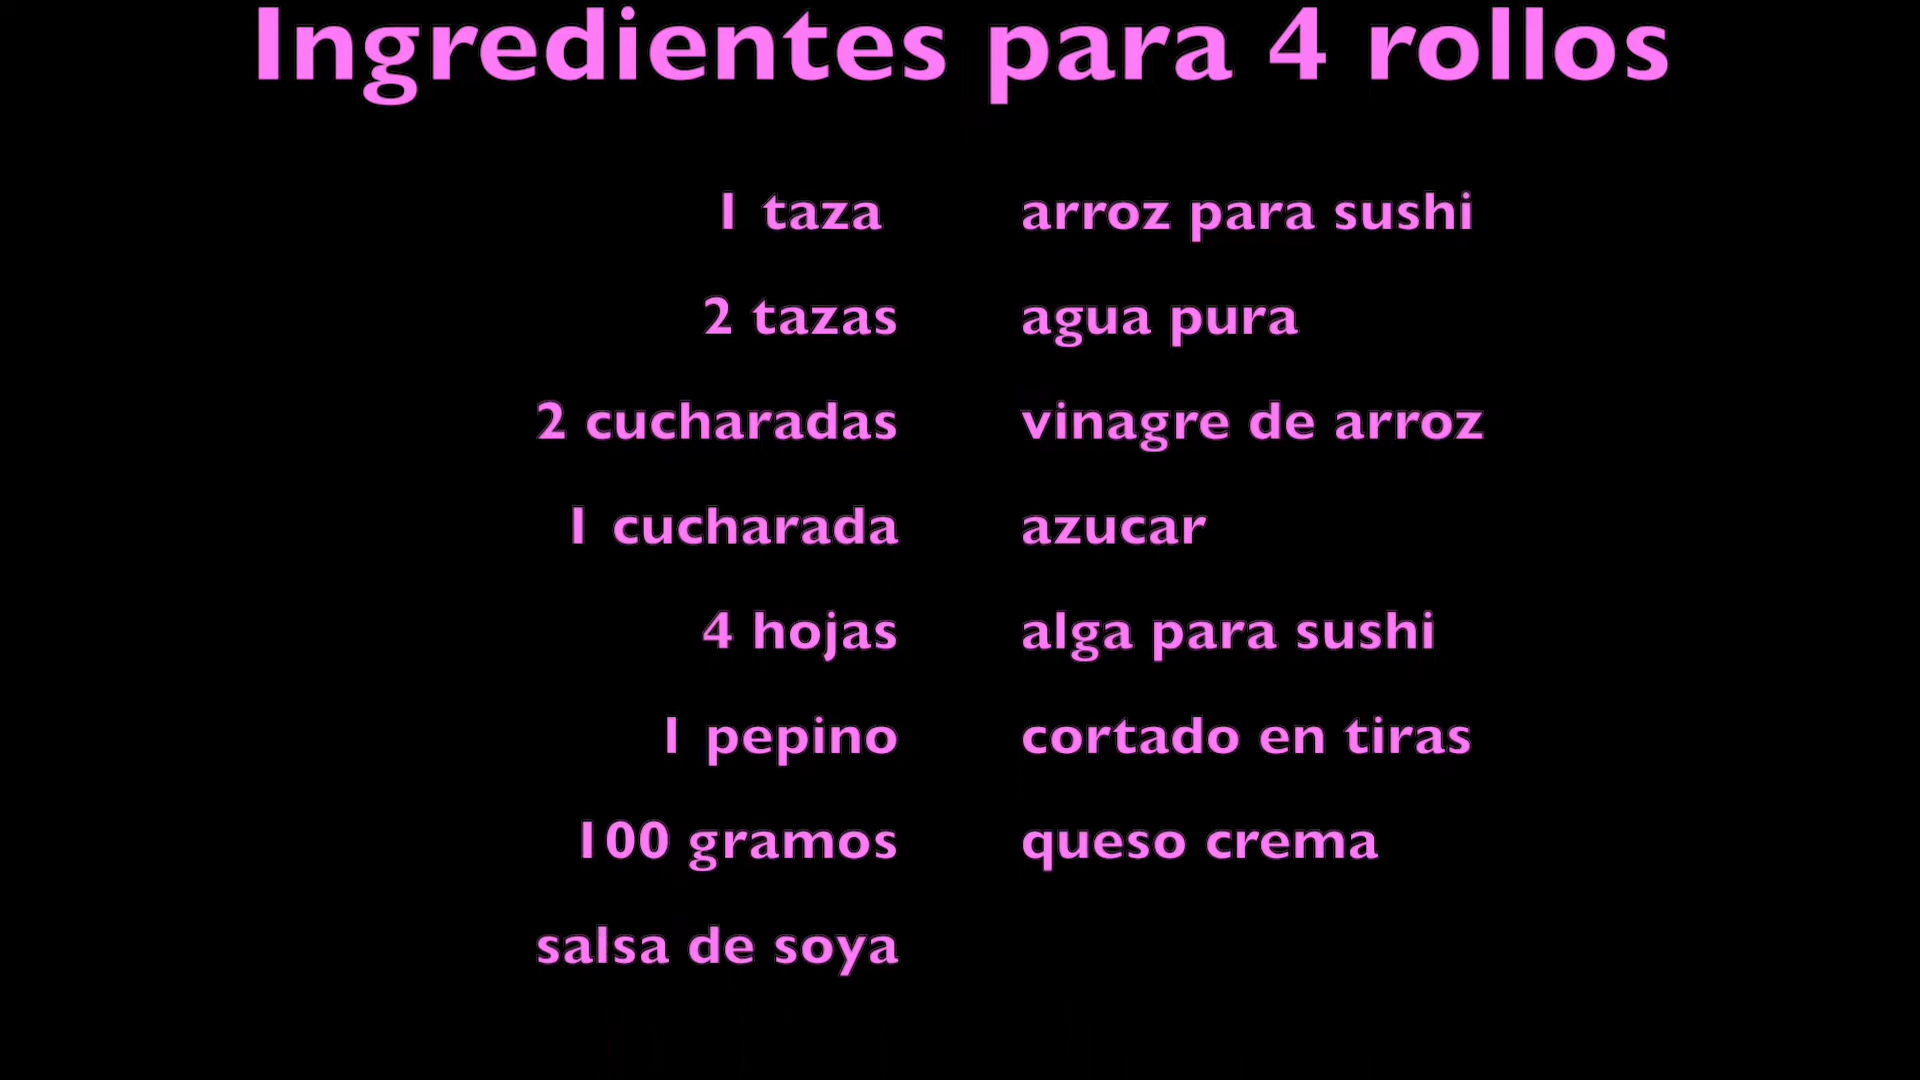 Ingredientes para 4 rollos
1 taza arroz para sushi
2 tazas agua pura
2 cucharadas vinagre de arroz
1 cucharada azucar
4 hojas alga para sushi
1 pepino cortado en tiras
100 gramos queso crema
salsa de soya